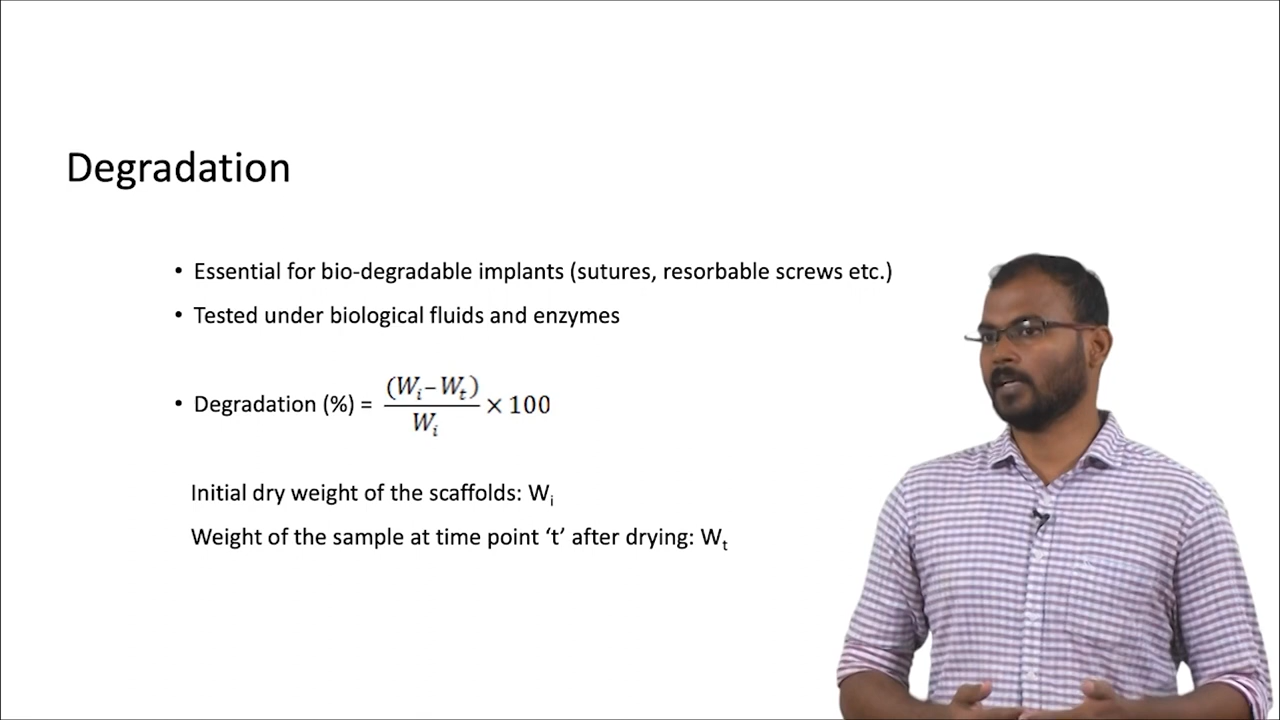 Degradation
• Essential for bio-degradable implants (sutures, resorbable screws etc.)
• Tested under biological fluids and enzymes
• Degradation (%) = (Wᵢ – Wₜ) / Wᵢ × 100
Initial dry weight of the scaffolds: Wᵢ
Weight of the sample at time point ‘t’ after drying: Wₜ